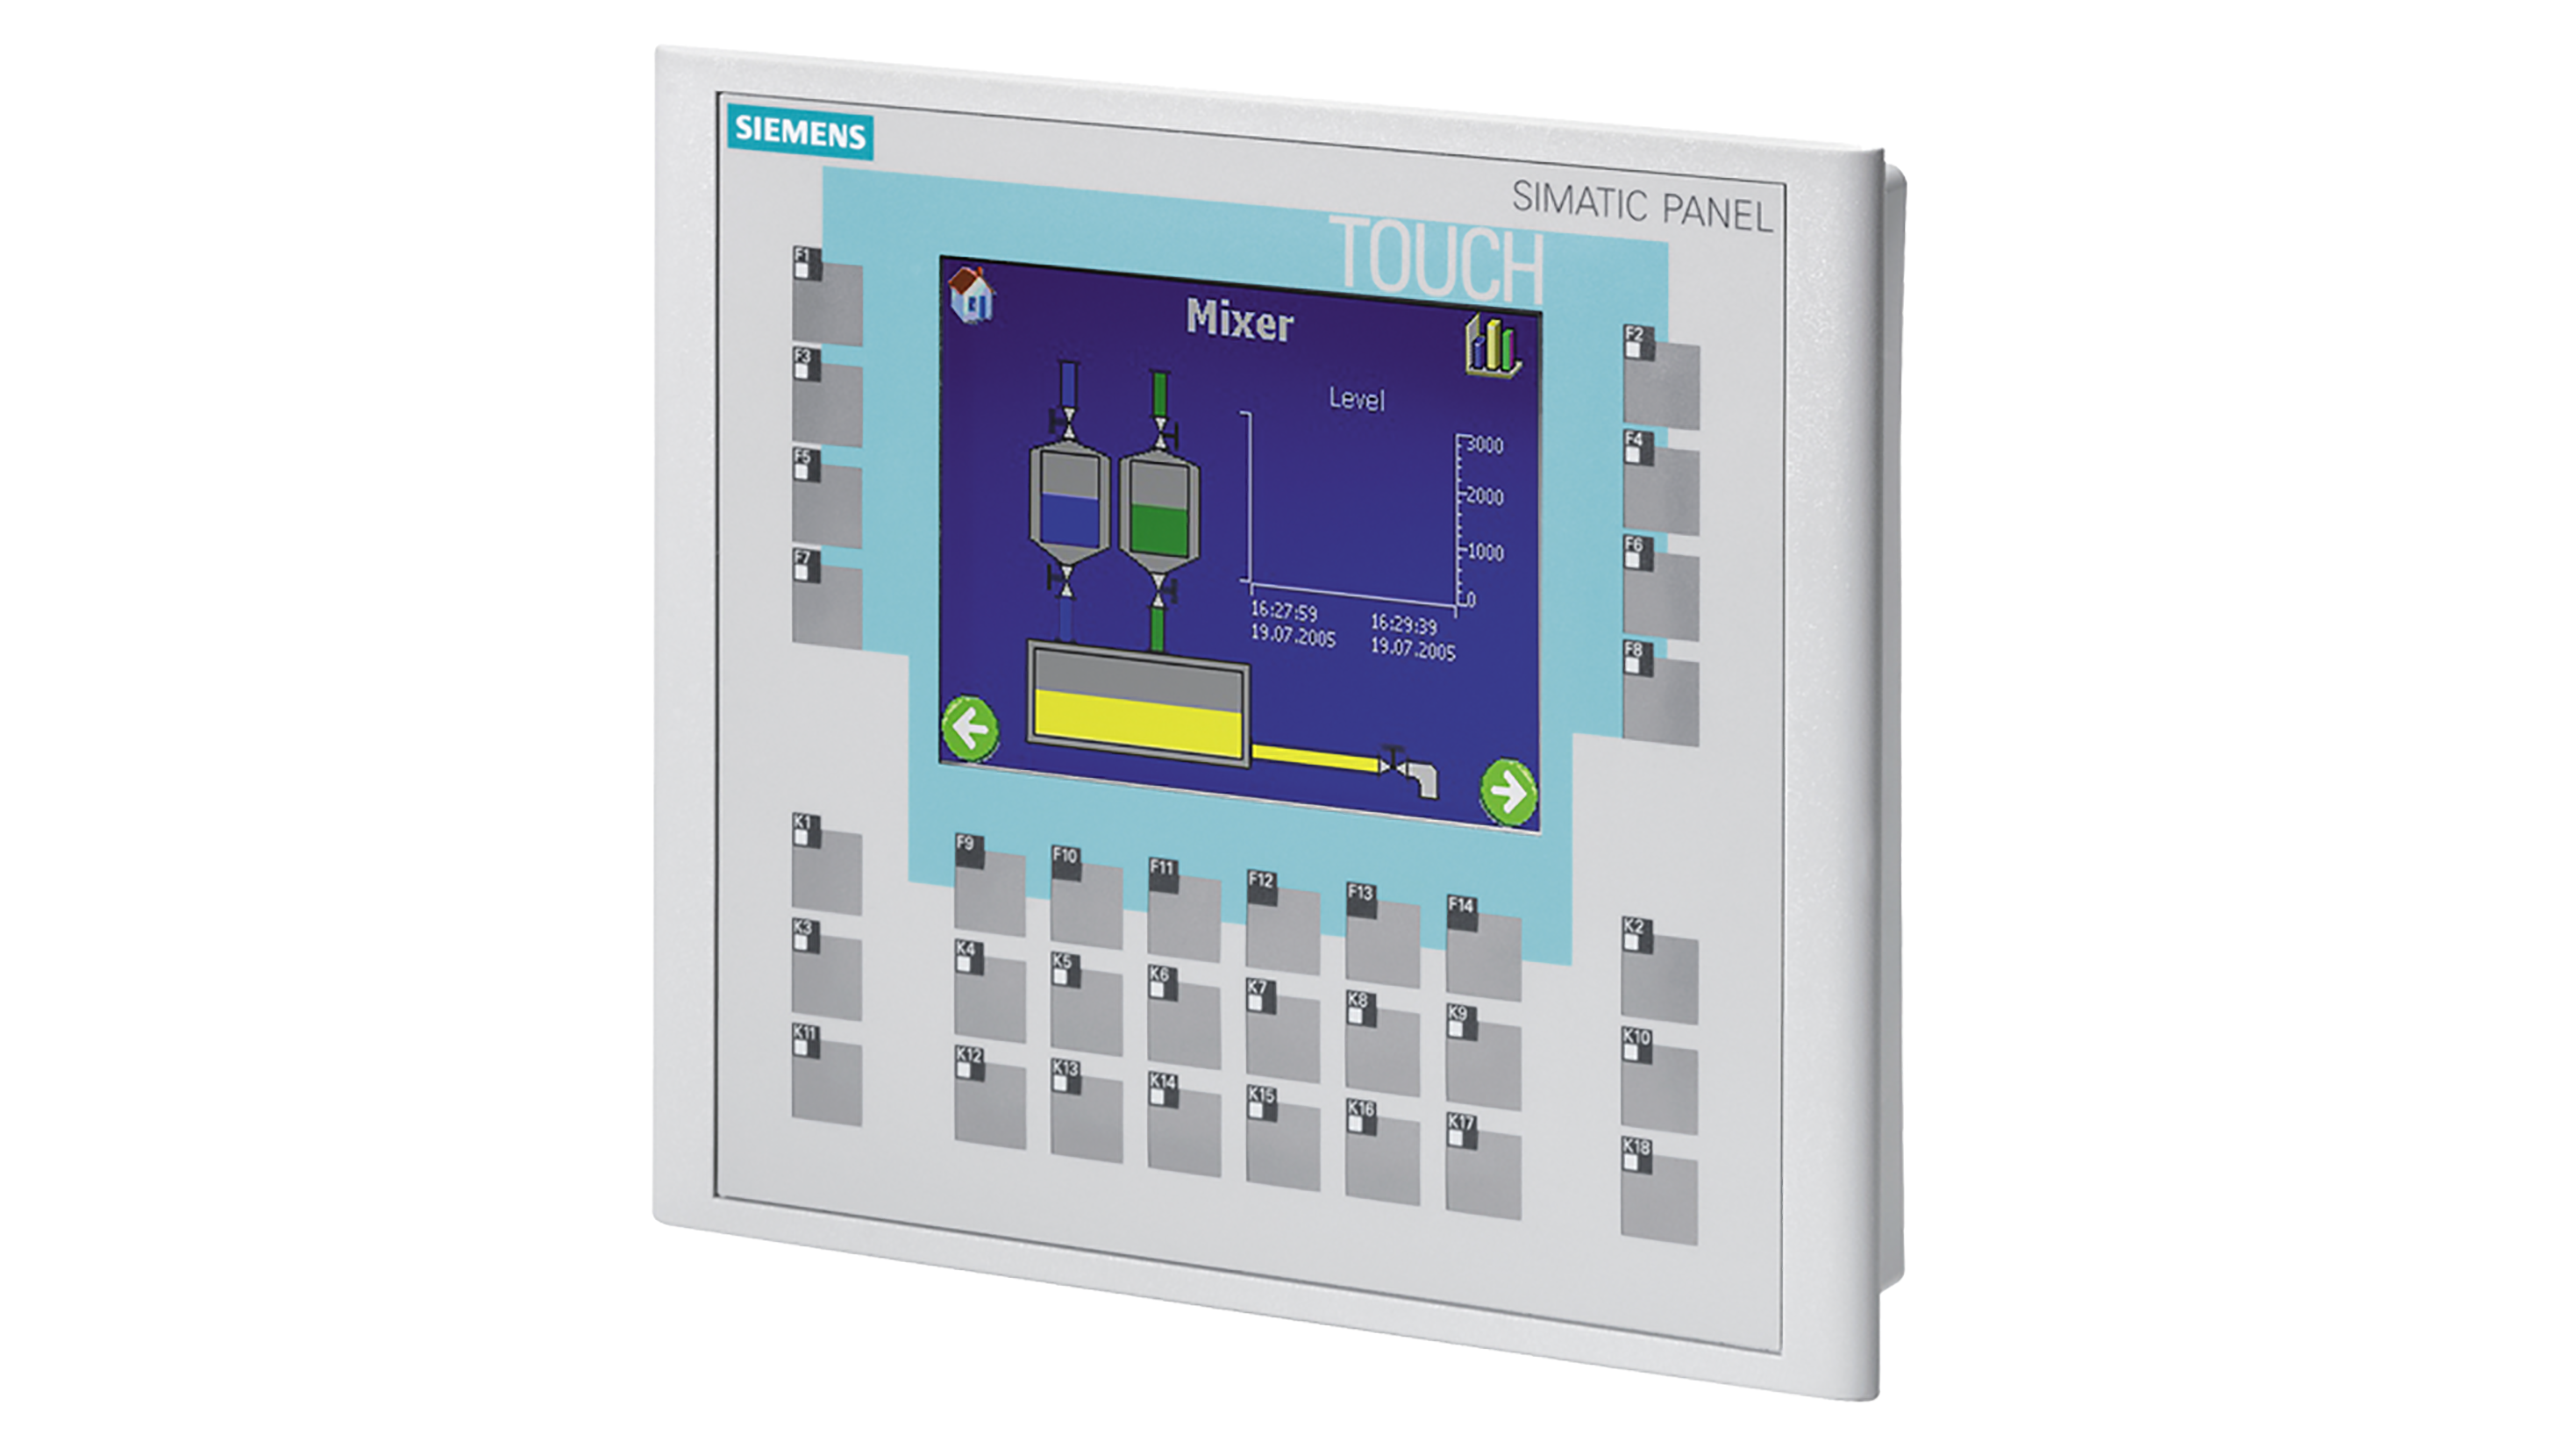 SIEMENS
SIMATIC PANEL
TOUCH
Mixer
Level
3000
2000
1000
0
16:27:59
19.07.2005
16:29:39
19.07.2005
F1
F3
F5
F7
F2
F4
F6
F8
F9 F10 F11 F12 F13 F14
K1
K3
K11
K4 K5 K6 K7 K8 K9
K12 K13 K14 K15 K16 K17
K2
K10
K18